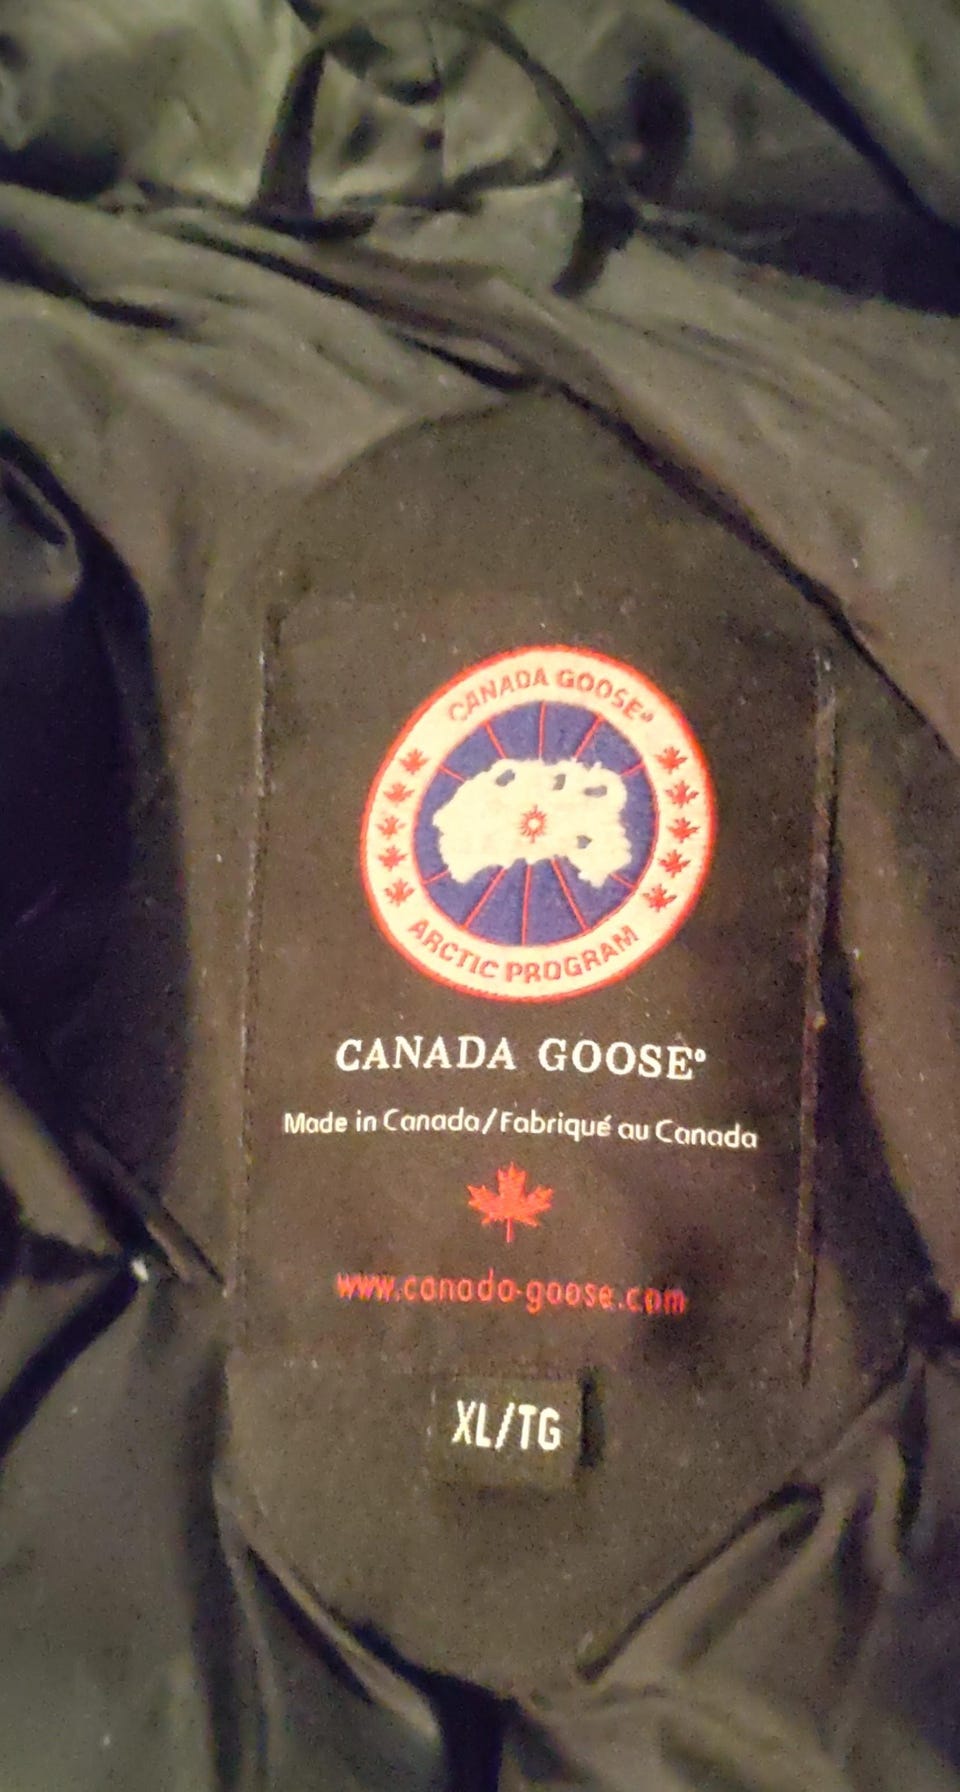 CANADA GOOSE®
ARCTIC PROGRAM
CANADA GOOSE®
Made in Canada/Fabriqué au Canada
www.canada-goose.com
XL/TG